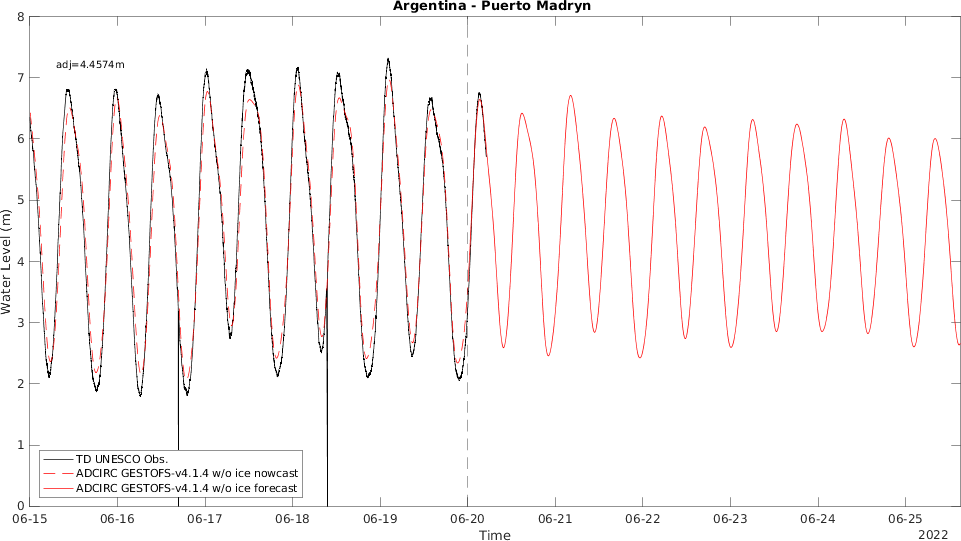 Argentina - Puerto Madryn
8
adj=4.4574m
7
6
5
4
3
2
1
0
Water Level (m)
TD UNESCO Obs.
ADCIRC GESTOFS-v4.1.4 w/o ice nowcast
ADCIRC GESTOFS-v4.1.4 w/o ice forecast
06-15 06-16 06-17 06-18 06-19 06-20 06-21 06-22 06-23 06-24 06-25
2022
Time